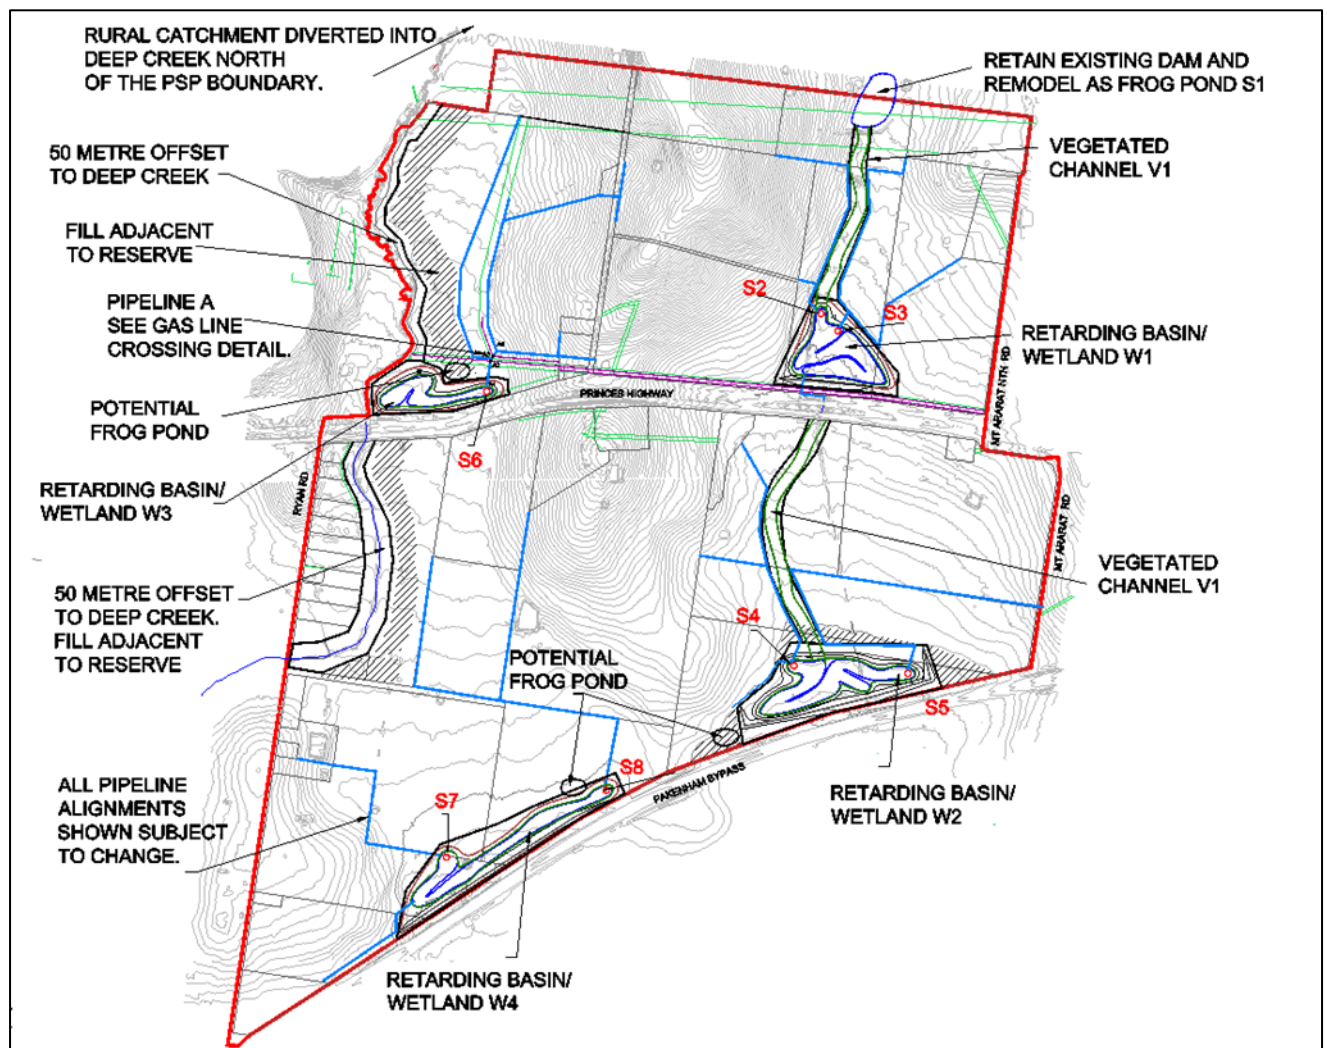 RURAL CATCHMENT DIVERTED INTO
DEEP CREEK NORTH
OF THE PSP BOUNDARY.
RETAIN EXISTING DAM AND
REMODEL AS FROG POND S1
50 METRE OFFSET
TO DEEP CREEK
VEGETATED
CHANNEL V1
FILL ADJACENT
TO RESERVE
PIPELINE A
SEE GAS LINE
CROSSING DETAIL.
S2
S3
RETARDING BASIN/
WETLAND W1
MT ARARAT NTH RD
PRINCES HIGHWAY
POTENTIAL
FROG POND
S6
RETARDING BASIN/
WETLAND W3
RYAN RD
MT ARARAT RD
VEGETATED
CHANNEL V1
50 METRE OFFSET
TO DEEP CREEK.
FILL ADJACENT
TO RESERVE
S4
POTENTIAL
FROG POND
S5
S8
PAKENHAM BYPASS
RETARDING BASIN/
WETLAND W2
ALL PIPELINE
ALIGNMENTS
SHOWN SUBJECT
TO CHANGE.
S7
RETARDING BASIN/
WETLAND W4